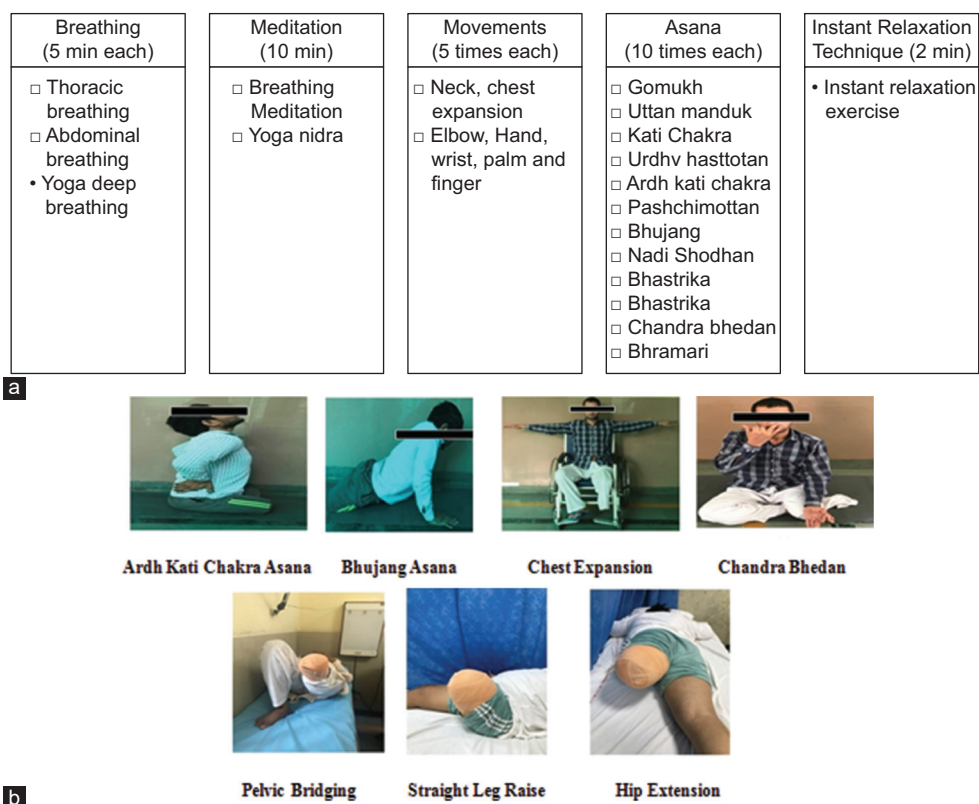 Breathing
(5 min each)
□ Thoracic
breathing
□ Abdominal
breathing
• Yoga deep
breathing
Meditation
(10 min)
□ Breathing
Meditation
□ Yoga nidra
Movements
(5 times each)
□ Neck, chest
expansion
□ Elbow, Hand,
wrist, palm and
finger
Asana
(10 times each)
□ Gomukh
□ Uttan manduk
□ Kati Chakra
□ Urdhv hasttotan
□ Ardh kati chakra
□ Pashchimottan
□ Bhujang
□ Nadi Shodhan
□ Bhastrika
□ Bhastrika
□ Chandra bhedan
□ Bhramari
Instant Relaxation
Technique (2 min)
• Instant relaxation
exercise
a
Ardh Kati Chakra Asana
Bhujang Asana
Chest Expansion
Chandra Bhedan
Pelvic Bridging
Straight Leg Raise
Hip Extension
b